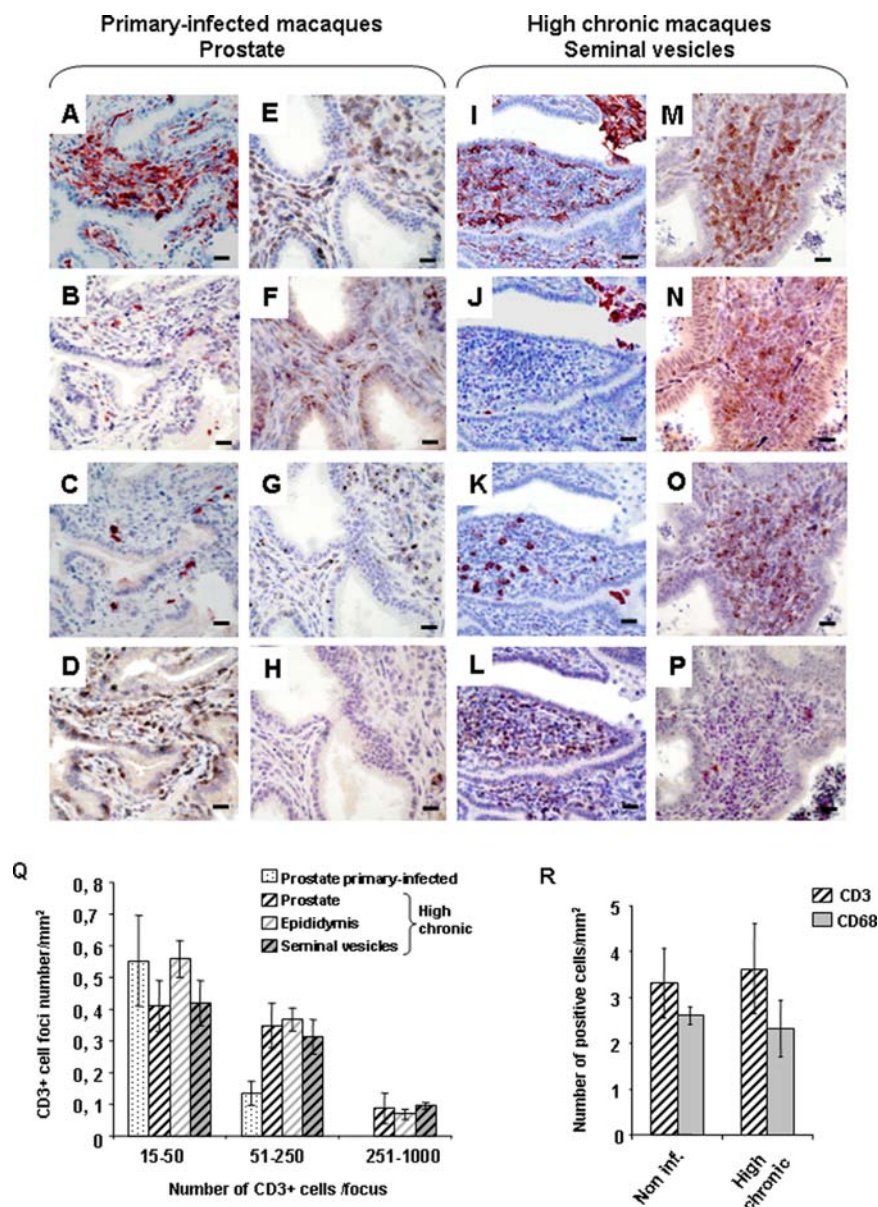 Primary-infected macaques
Prostate
High chronic macaques
Seminal vesicles
A
E
I
M
B
F
J
N
C
G
K
O
D
H
L
P
Q
0, 8
0, 7
0, 6
0, 5
0, 4
0, 3
0, 2
0, 1
0
CD3+ cell foci number/mm²
Prostate primary-infected
Prostate
Epididymis
Seminal vesicles
High
chronic
15-50
51-250
251-1000
Number of CD3+ cells /focus
R
CD3
CD68
5
4
3
2
1
0
Number of positive cells/mm²
Non inf.
High
chronic